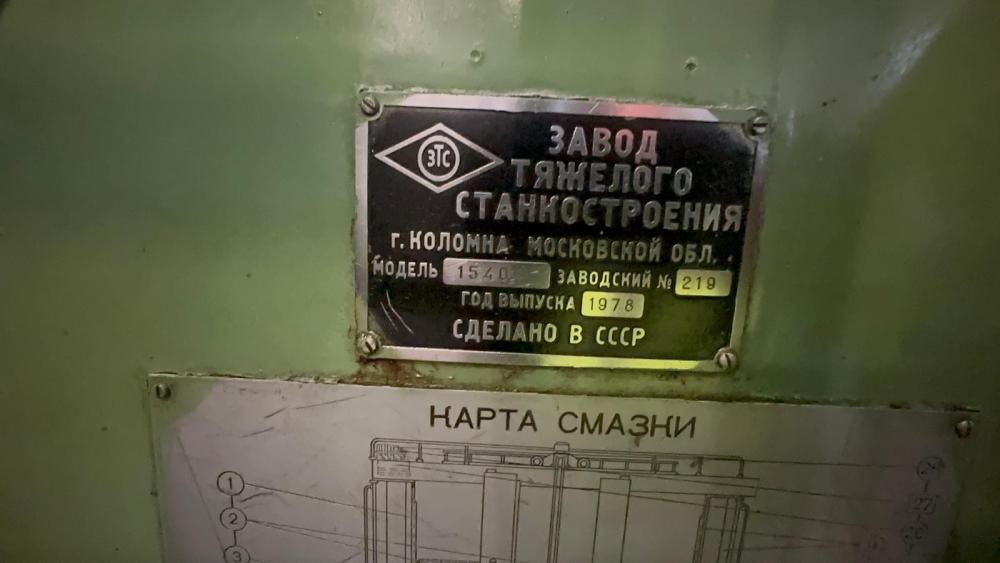 ЗТС
ЗАВОД
ТЯЖЕЛОГО
СТАНКОСТРОЕНИЯ
г. КОЛОМНА МОСКОВСКОЙ ОБЛ.
МОДЕЛЬ 1540 ЗАВОДСКИЙ № 219
ГОД ВЫПУСКА 1978
СДЕЛАНО В СССР
КАРТА СМАЗКИ
1
2
3